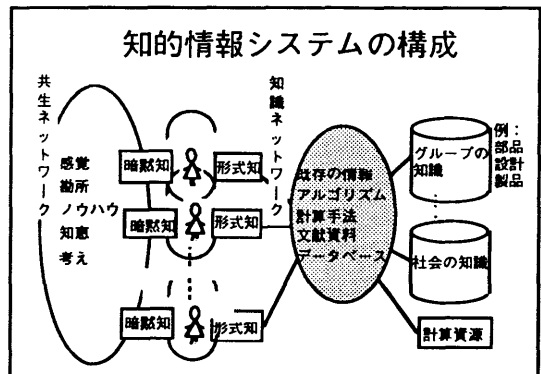 知的情報システムの構成
共生ネットワーク
感覚
勘所
ノウハウ
知恵
考え
暗黙知
形式知
暗黙知
形式知
暗黙知
形式知
知識ネットワーク
既存の情報
アルゴリズム
計算手法
文献資料
データベース
グループの
知識
例：
部品
設計
製品
社会の知識
計算資源